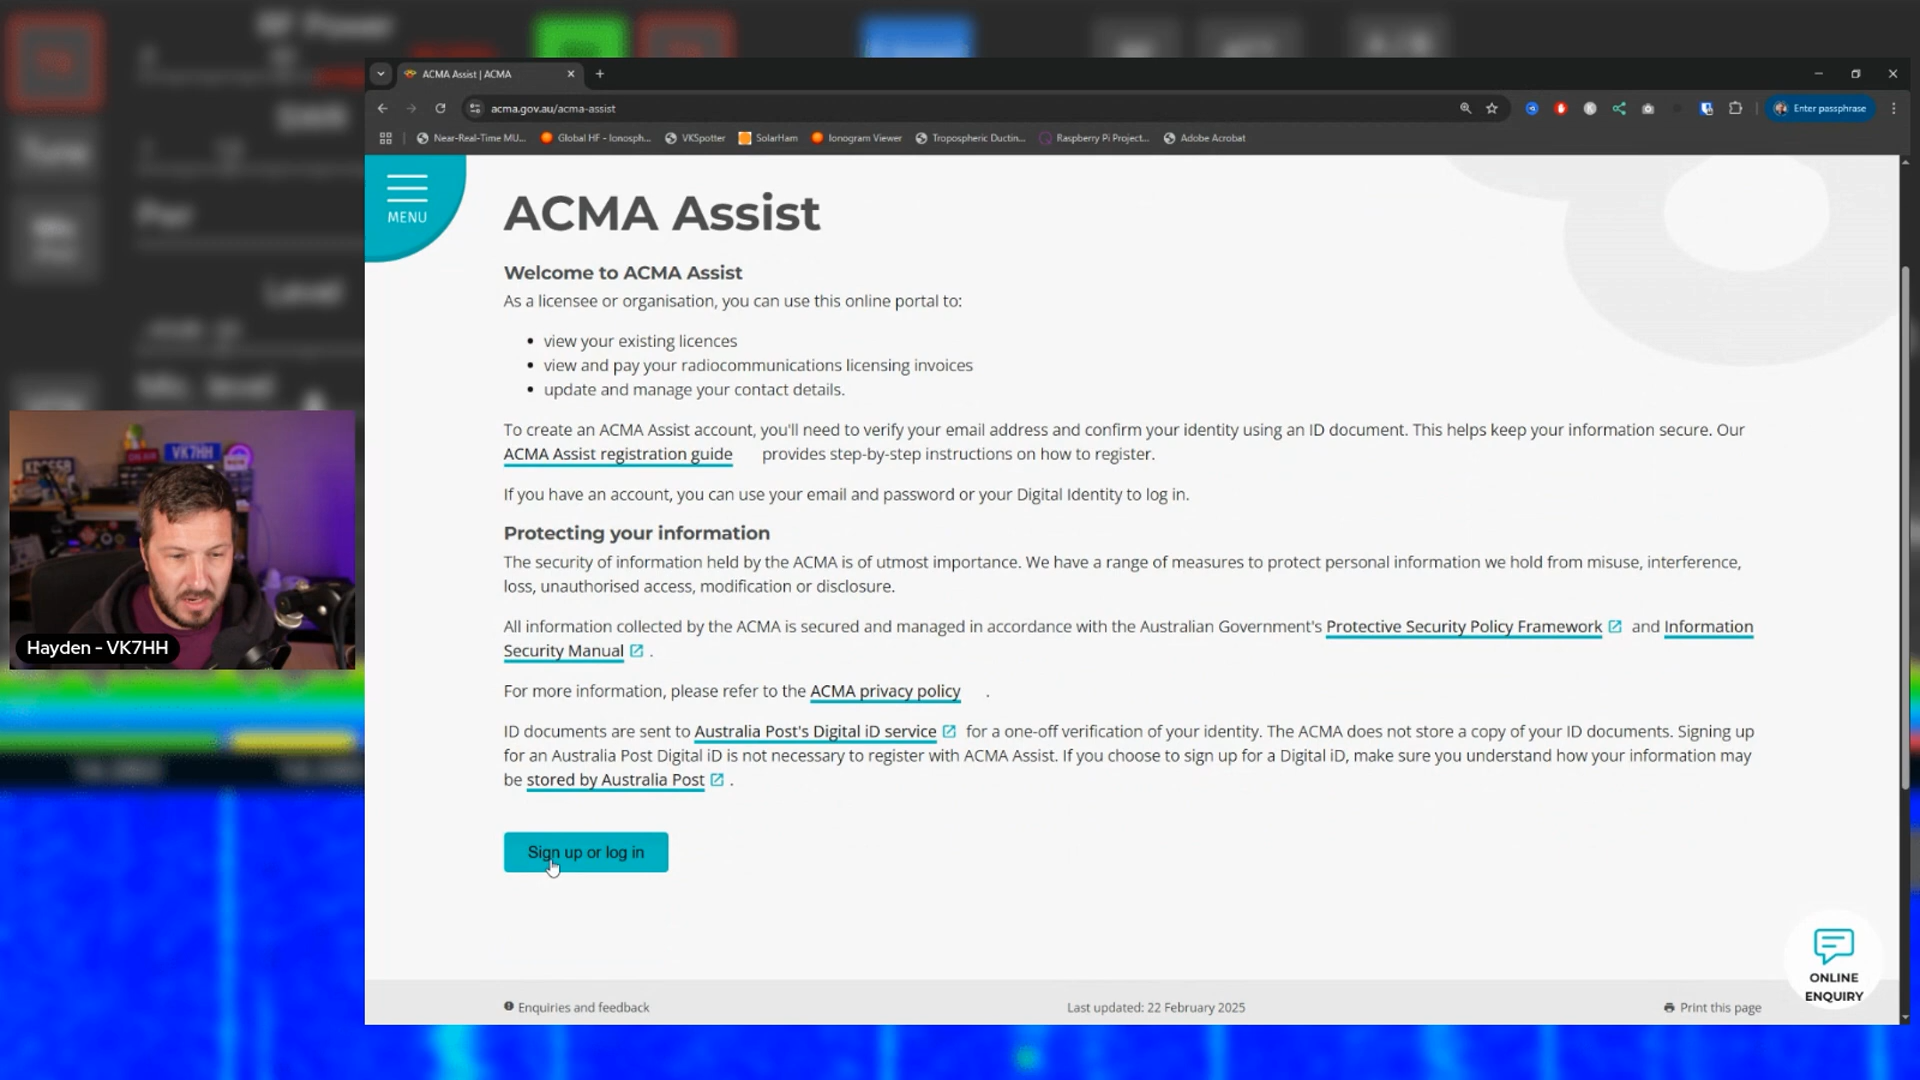 RF Power
SWR
Tune
Pwr
Level
Mic. level
ACMA Assist | ACMA
acma.gov.au/acma-assist
Enter passphrase
Near-Real-Time MU...
Global HF - Ionosph...
VKSpotter
SolarHam
Ionogram Viewer
Tropospheric Ductin...
Raspberry Pi Project...
Adobe Acrobat
MENU
ACMA Assist
Welcome to ACMA Assist
As a licensee or organisation, you can use this online portal to:
• view your existing licences
• view and pay your radiocommunications licensing invoices
• update and manage your contact details.
To create an ACMA Assist account, you'll need to verify your email address and confirm your identity using an ID document. This helps keep your information secure. Our
ACMA Assist registration guide provides step-by-step instructions on how to register.
If you have an account, you can use your email and password or your Digital Identity to log in.
Protecting your information
The security of information held by the ACMA is of utmost importance. We have a range of measures to protect personal information we hold from misuse, interference,
loss, unauthorised access, modification or disclosure.
All information collected by the ACMA is secured and managed in accordance with the Australian Government's Protective Security Policy Framework and Information
Security Manual .
For more information, please refer to the ACMA privacy policy .
ID documents are sent to Australia Post's Digital iD service for a one-off verification of your identity. The ACMA does not store a copy of your ID documents. Signing up
for an Australia Post Digital iD is not necessary to register with ACMA Assist. If you choose to sign up for a Digital iD, make sure you understand how your information may
be stored by Australia Post .
Sign up or log in
ONLINE
ENQUIRY
Enquiries and feedback
Last updated: 22 February 2025
Print this page
VK7HH
Hayden - VK7HH